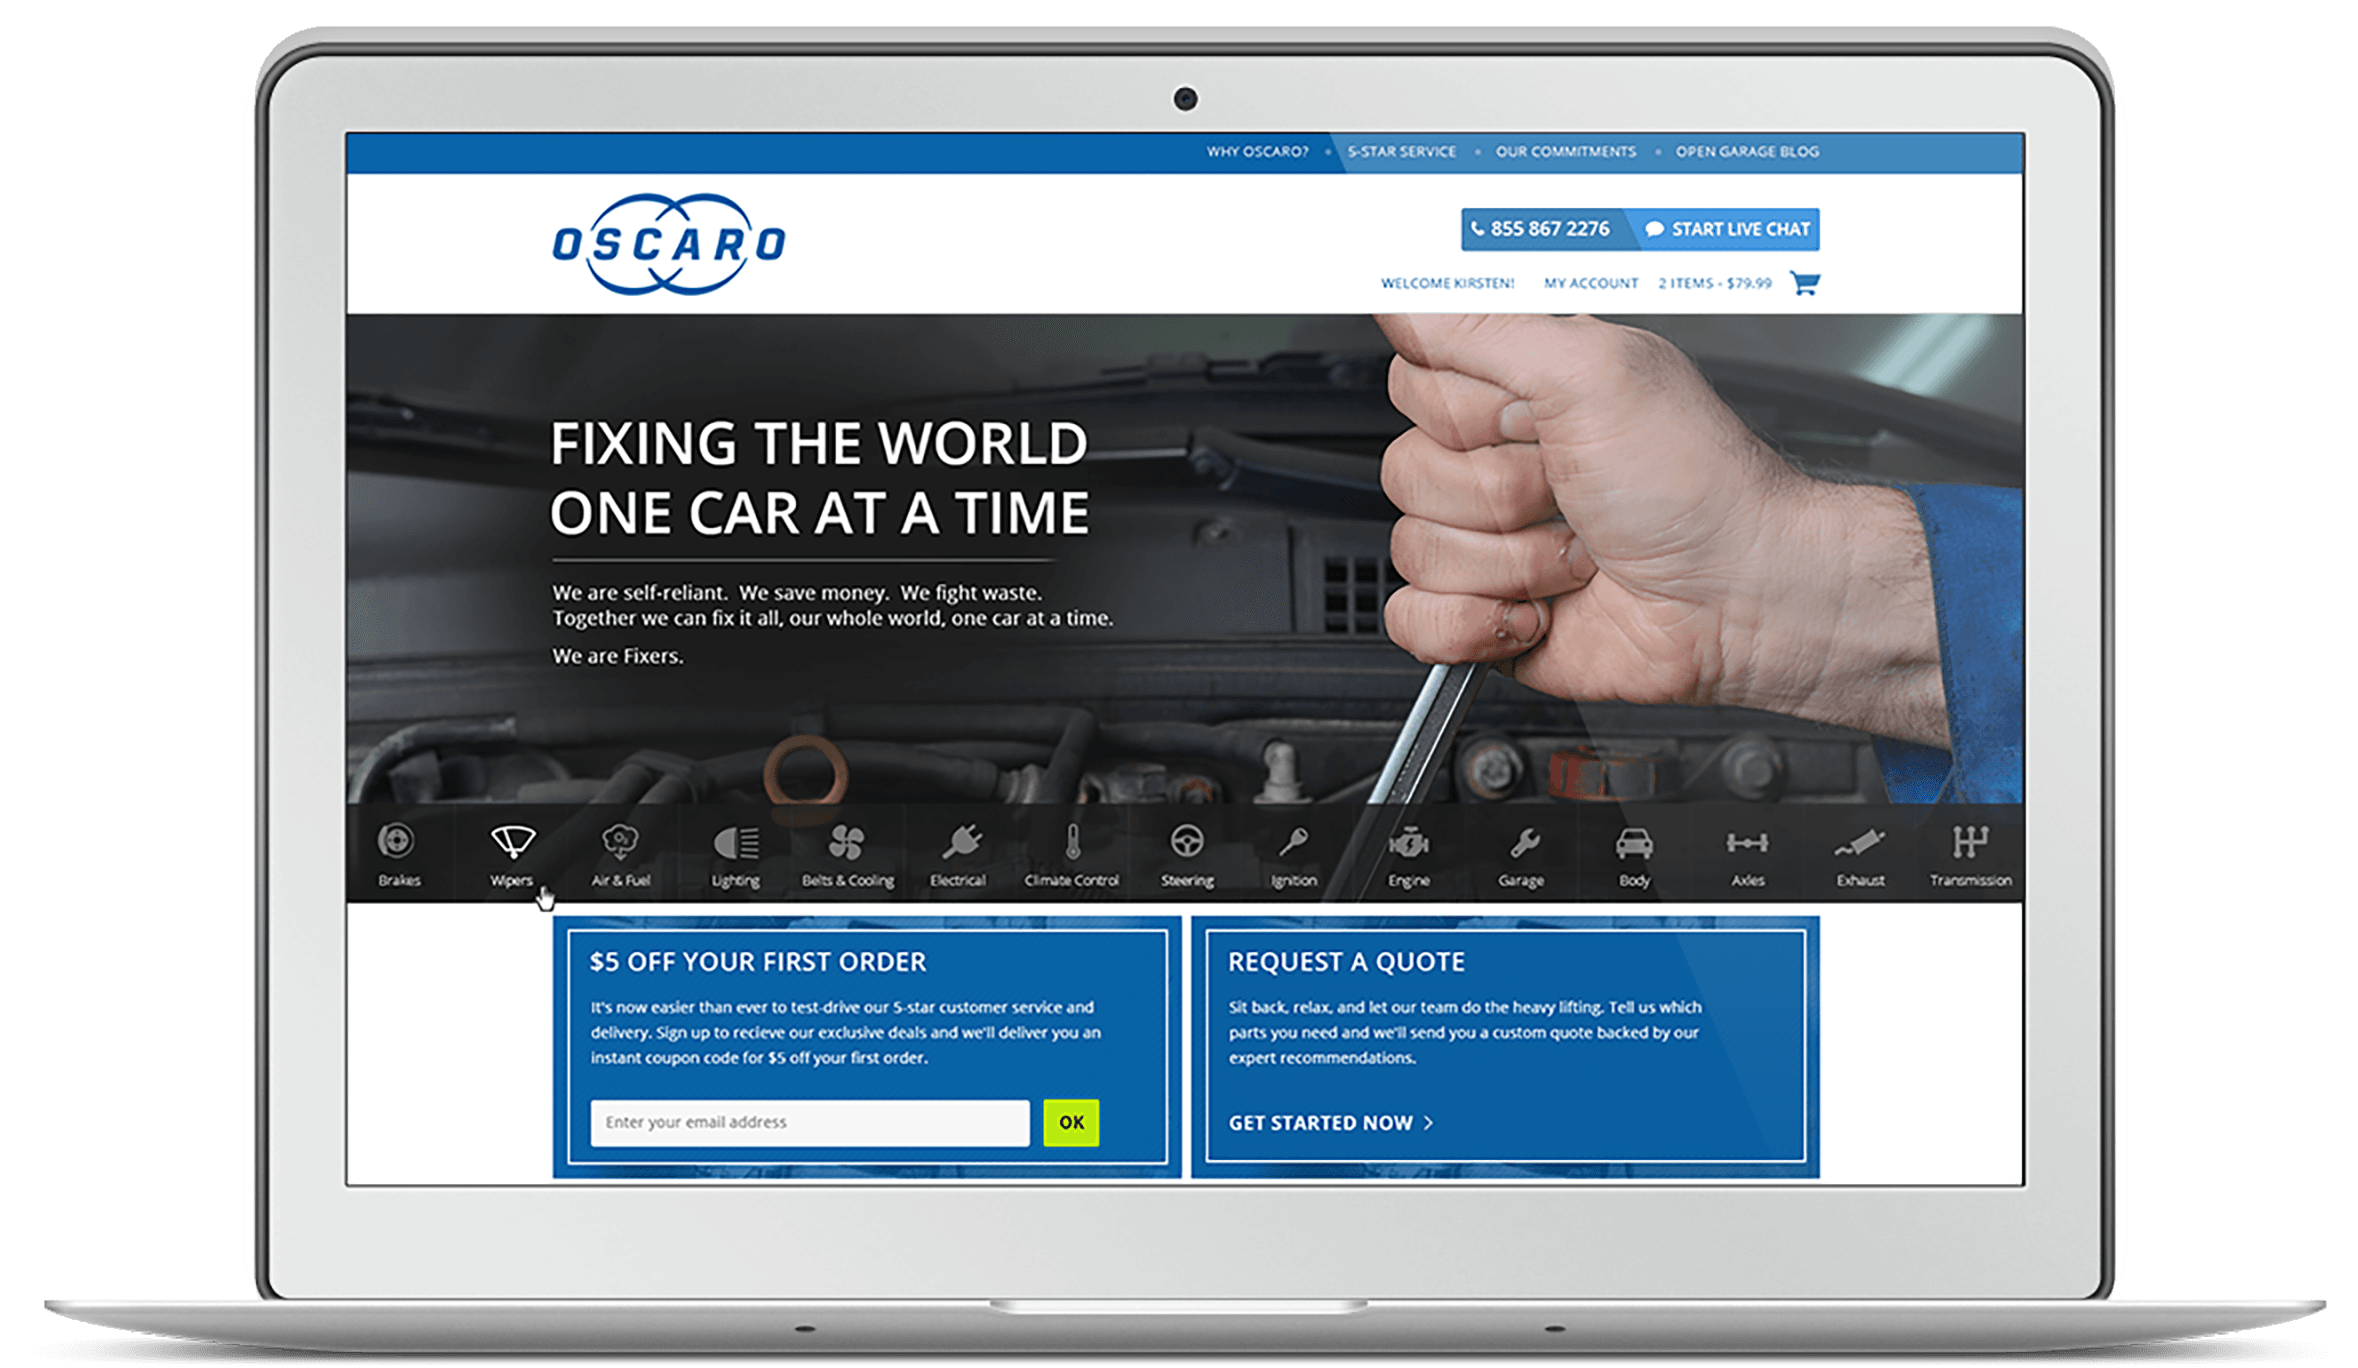 WHY OSCARO? • 5-STAR SERVICE • OUR COMMITMENTS • OPEN GARAGE BLOG
OSCARO
855 867 2276 START LIVE CHAT
WELCOME KIRSTEN! MY ACCOUNT 2 ITEMS - $79.99
FIXING THE WORLD
ONE CAR AT A TIME
We are self-reliant. We save money. We fight waste.
Together we can fix it all, our whole world, one car at a time.
We are Fixers.
Brakes Wipers Air & Fuel Lighting Belts & Cooling Electrical Climate Control Steering Ignition Engine Garage Body Axles Exhaust Transmission
$5 OFF YOUR FIRST ORDER
It's now easier than ever to test-drive our 5-star customer service and
delivery. Sign up to recieve our exclusive deals and we'll deliver you an
instant coupon code for $5 off your first order.
Enter your email address OK
REQUEST A QUOTE
Sit back, relax, and let our team do the heavy lifting. Tell us which
parts you need and we'll send you a custom quote backed by our
expert recommendations.
GET STARTED NOW >